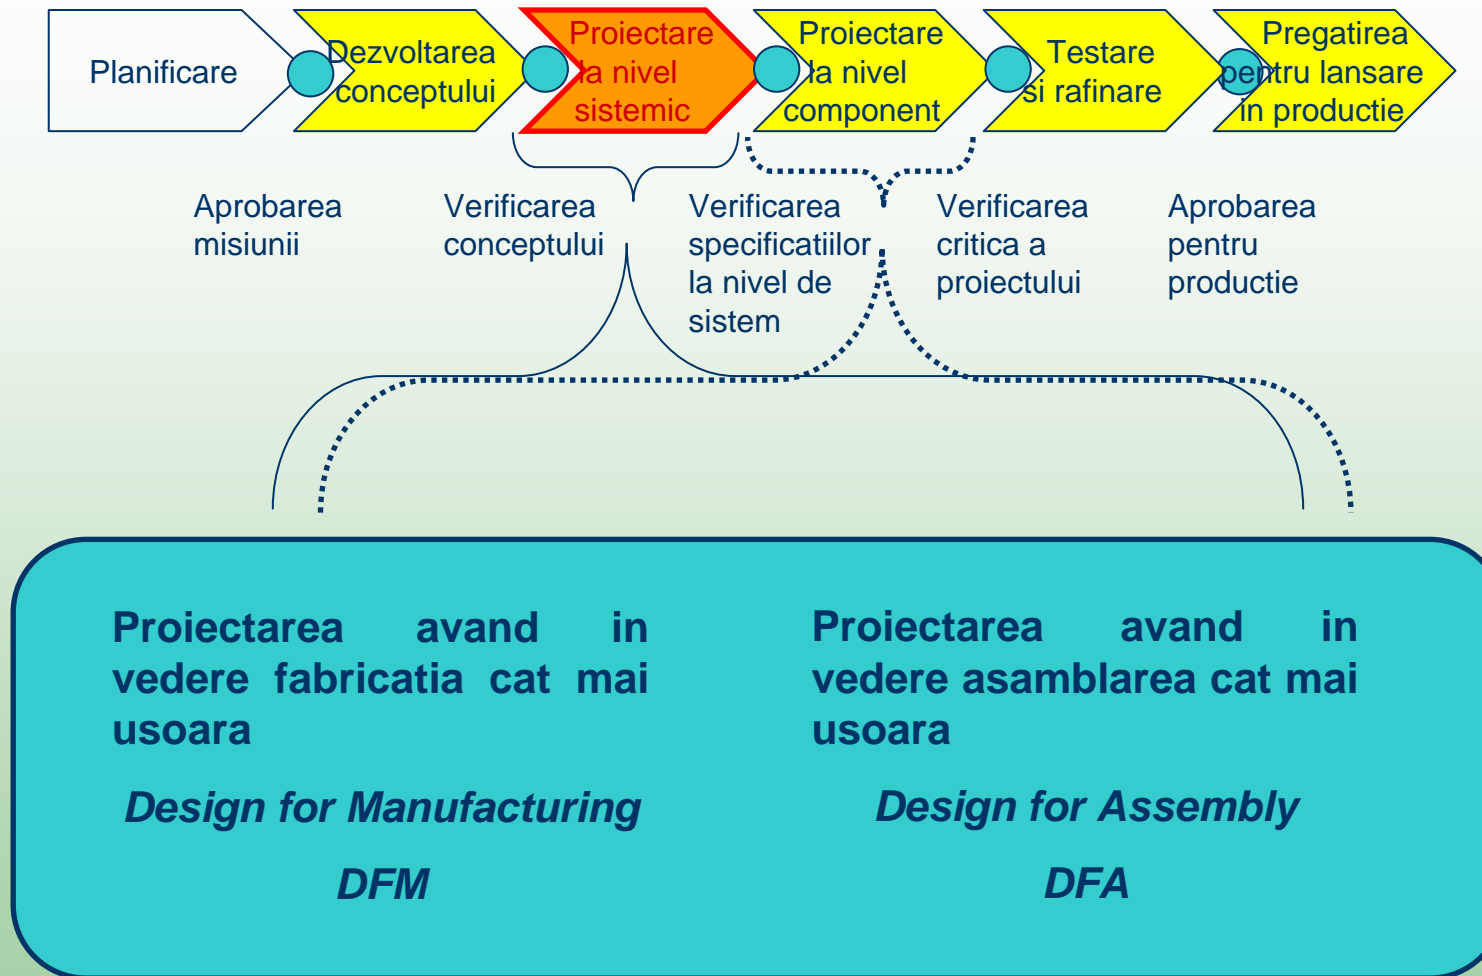 Planificare
Dezvoltarea
conceptului
Proiectare
la nivel
sistemic
Proiectare
la nivel
component
Testare
si rafinare
Pregatirea
pentru lansare
in productie
Aprobarea
misiunii
Verificarea
conceptului
Verificarea
specificatiilor
la nivel de
sistem
Verificarea
critica a
proiectului
Aprobarea
pentru
productie
Proiectarea avand in
vedere fabricatia cat mai
usoara
Design for Manufacturing
DFM
Proiectarea avand in
vedere asamblarea cat mai
usoara
Design for Assembly
DFA